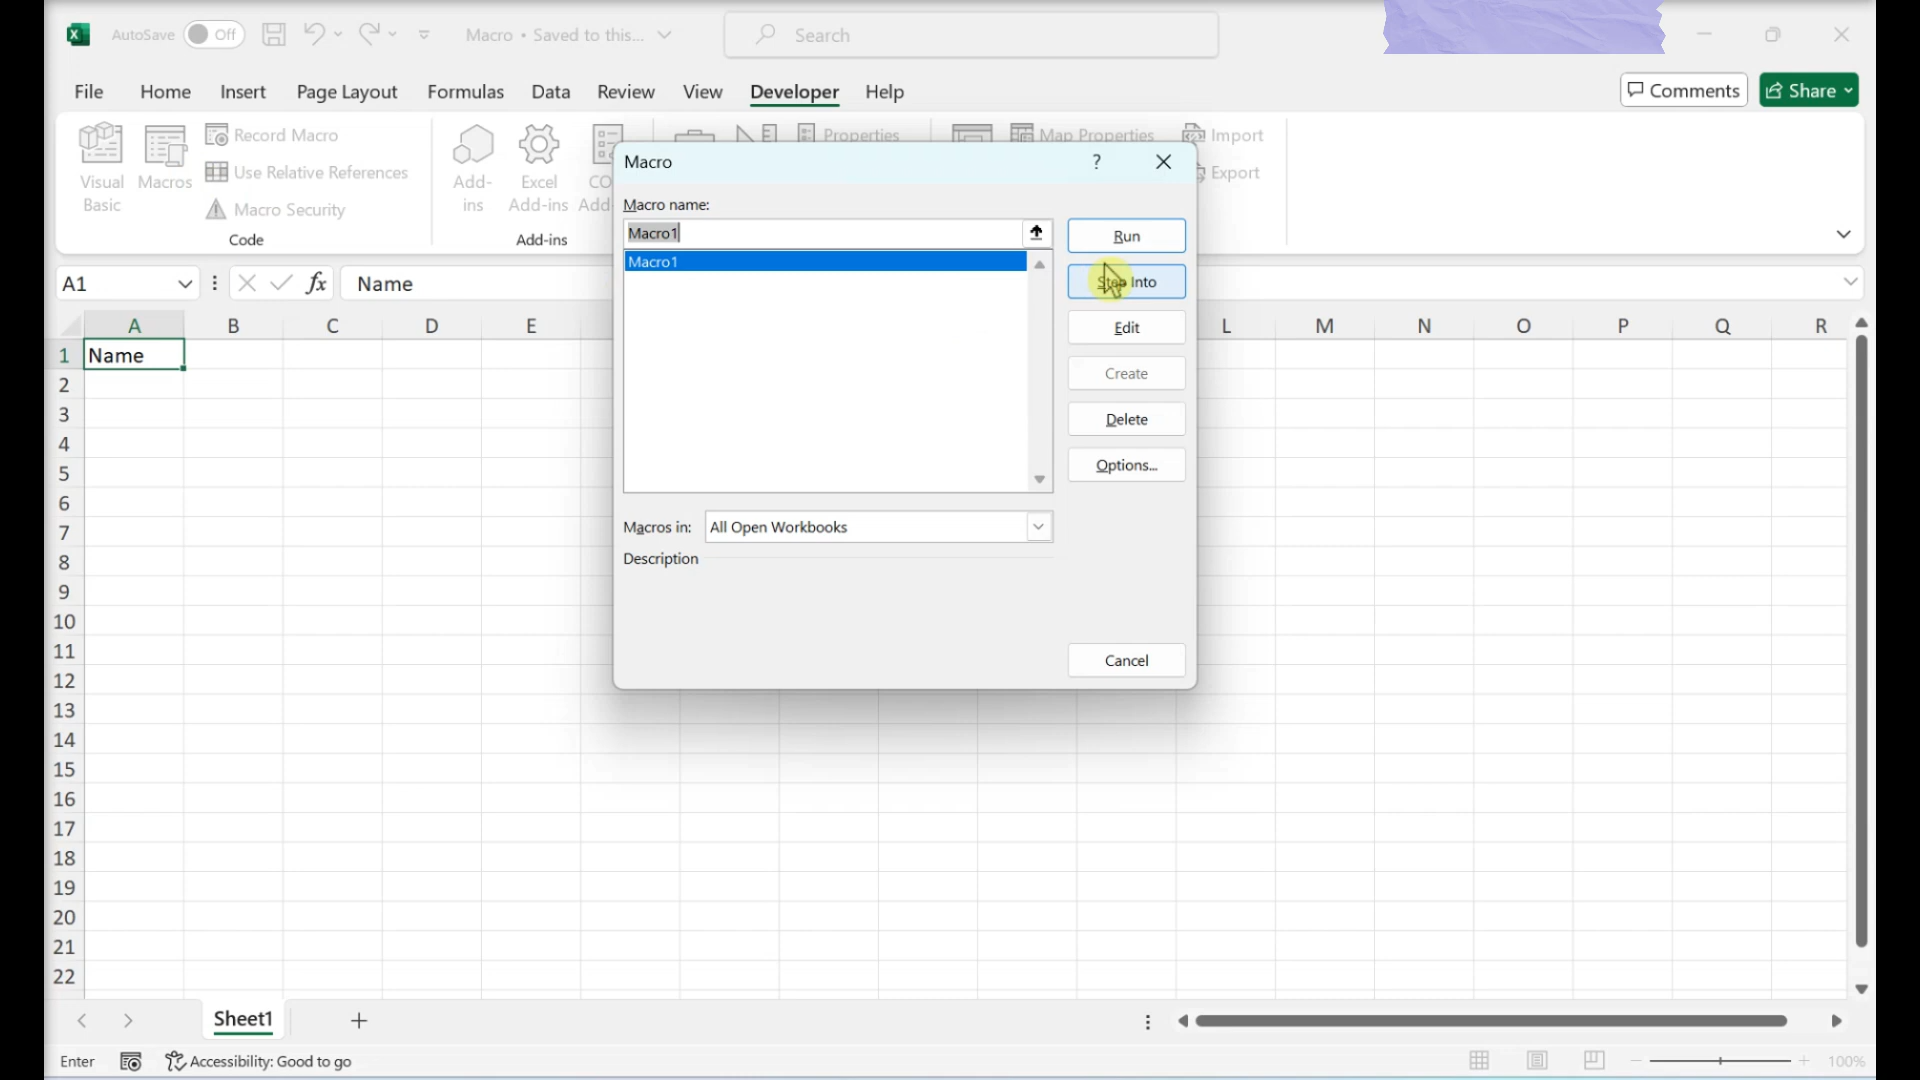 AutoSave Off Macro • Saved to this... Search
File Home Insert Page Layout Formulas Data Review View Developer Help Comments Share
Visual Basic
Macros
Record Macro
Use Relative References
Macro Security
Code
Add-ins
Excel Add-ins
CO
Add
Add-ins
Properties
Map Properties
Import
Export
Macro ?
Macro name:
Macro1
Macro1
Run
Step Into
Edit
Create
Delete
Options...
Macros in: All Open Workbooks
Description
Cancel
A1 fx Name
A B C D E L M N O P Q R
1 Name
2
3
4
5
6
7
8
9
10
11
12
13
14
15
16
17
18
19
20
21
22
Sheet1
Enter Accessibility: Good to go 100%